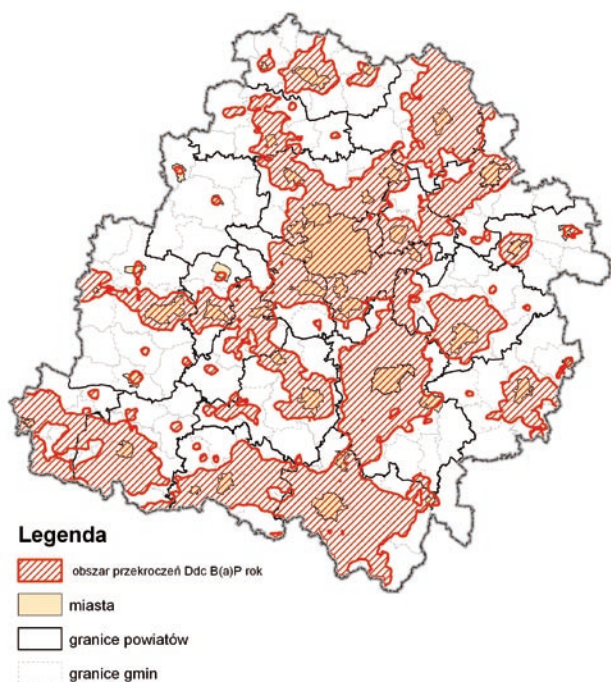 Legenda
obszar przekroczeń Ddc B(a)P rok
miasta
granice powiatów
granice gmin